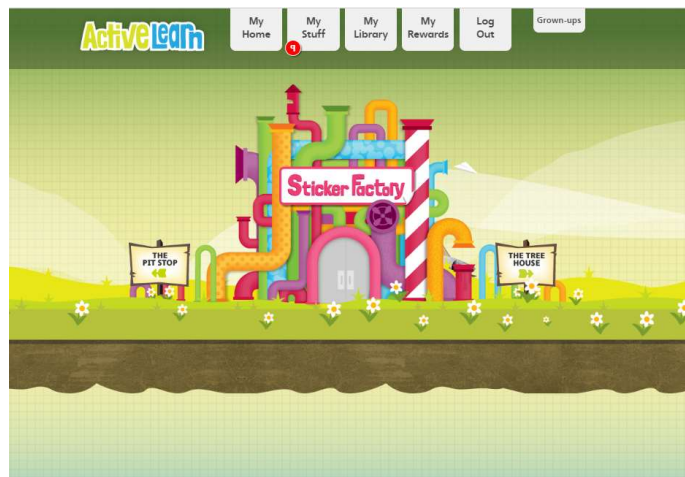 ActiveLearn
My
Home
My
Stuff
9
My
Library
My
Rewards
Log
Out
Grown-ups
Sticker Factory
THE
PIT STOP
THE TREE
HOUSE